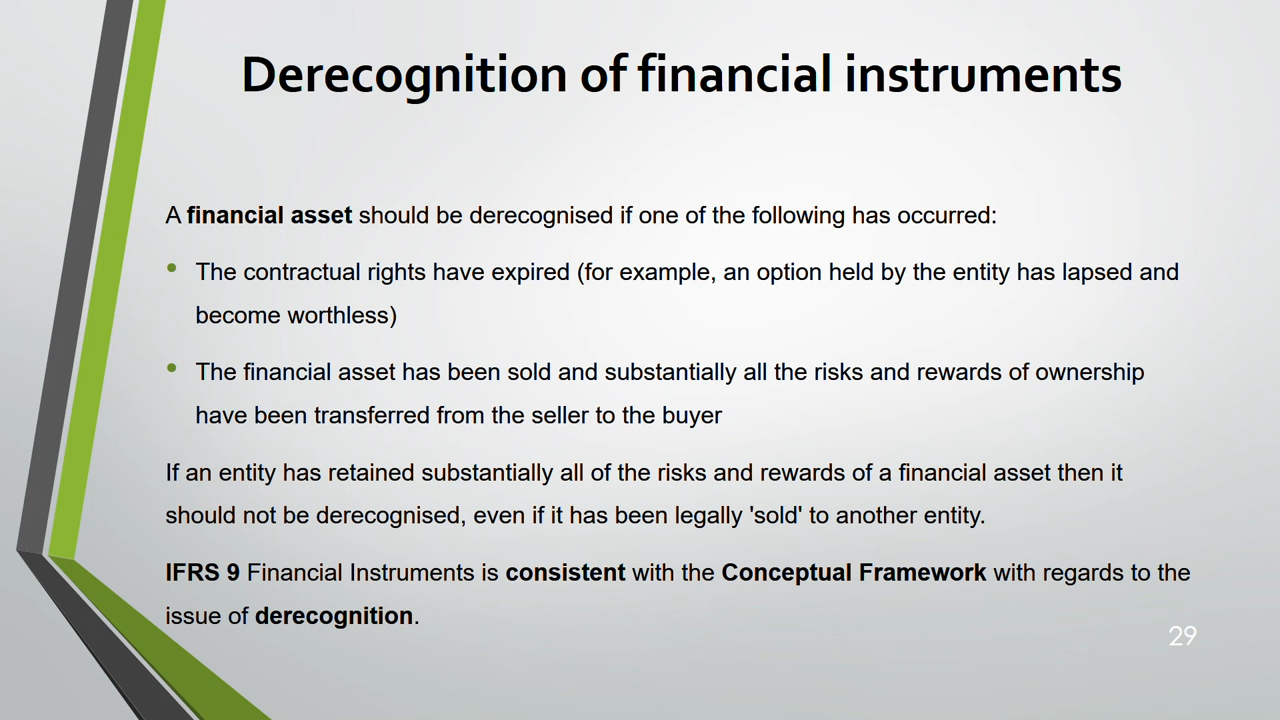 Derecognition of financial instruments
A financial asset should be derecognised if one of the following has occurred:
• The contractual rights have expired (for example, an option held by the entity has lapsed and
become worthless)
• The financial asset has been sold and substantially all the risks and rewards of ownership
have been transferred from the seller to the buyer
If an entity has retained substantially all of the risks and rewards of a financial asset then it
should not be derecognised, even if it has been legally 'sold' to another entity.
IFRS 9 Financial Instruments is consistent with the Conceptual Framework with regards to the
issue of derecognition.
29